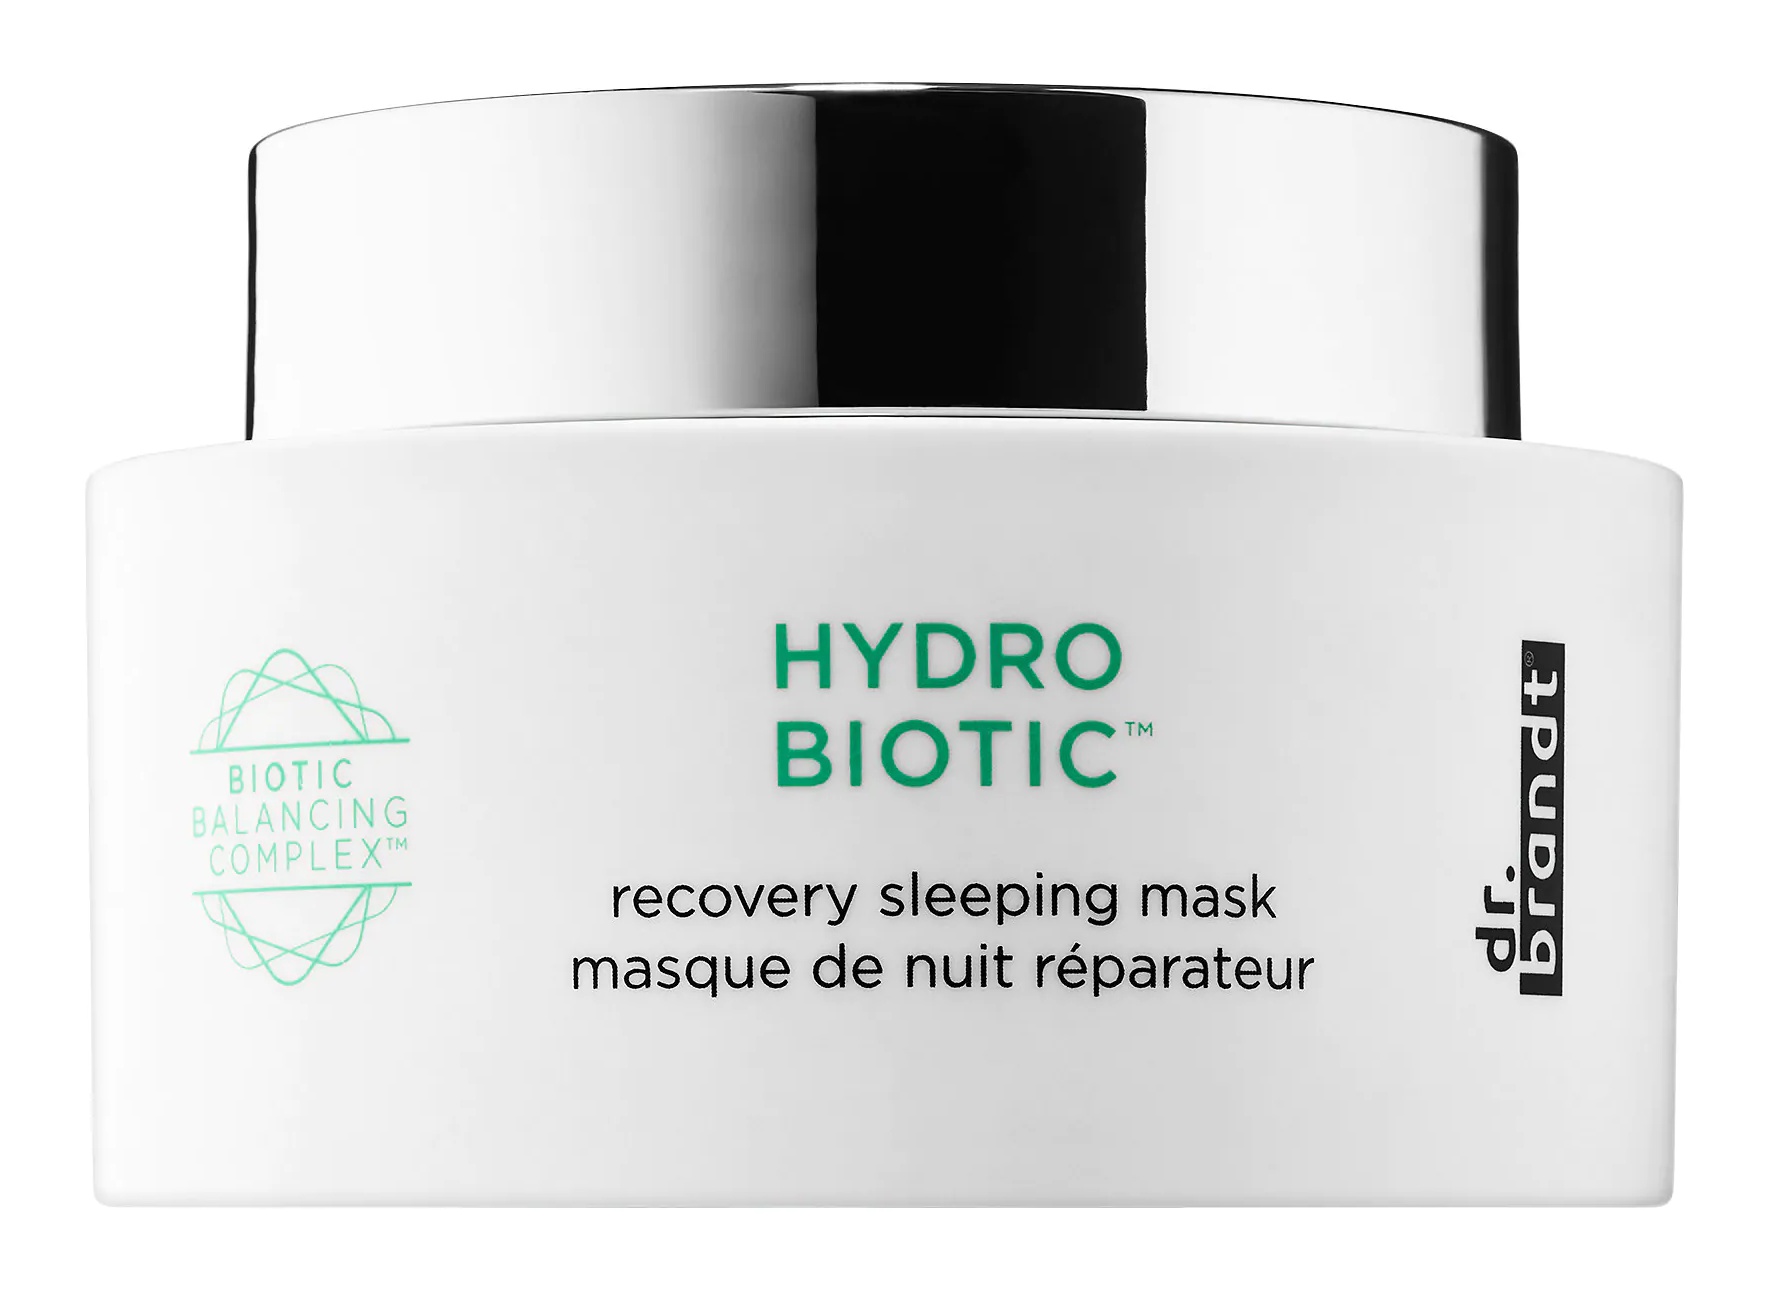 BIOTIC
BALANCING
COMPLEX™
HYDRO
BIOTIC™
recovery sleeping mask
masque de nuit réparateur
dr.
brandt®